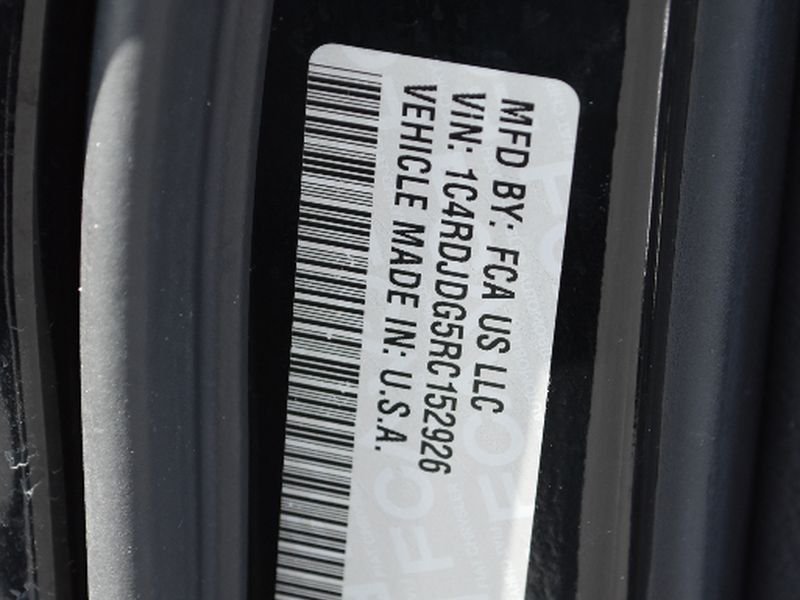 MFD BY: FCA US LLC
VIN: 1C4RDJDG5RC152926
VEHICLE MADE IN: U.S.A.